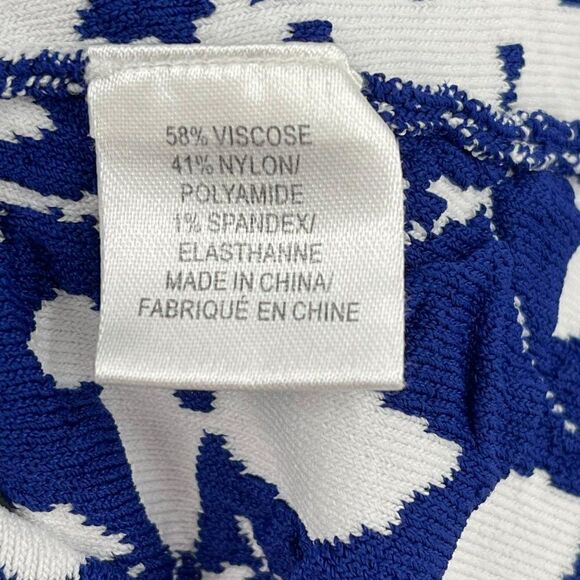 58% VISCOSE
41% NYLON/
POLYAMIDE
1% SPANDEX/
ELASTHANNE
MADE IN CHINA/
FABRIQUÉ EN CHINE